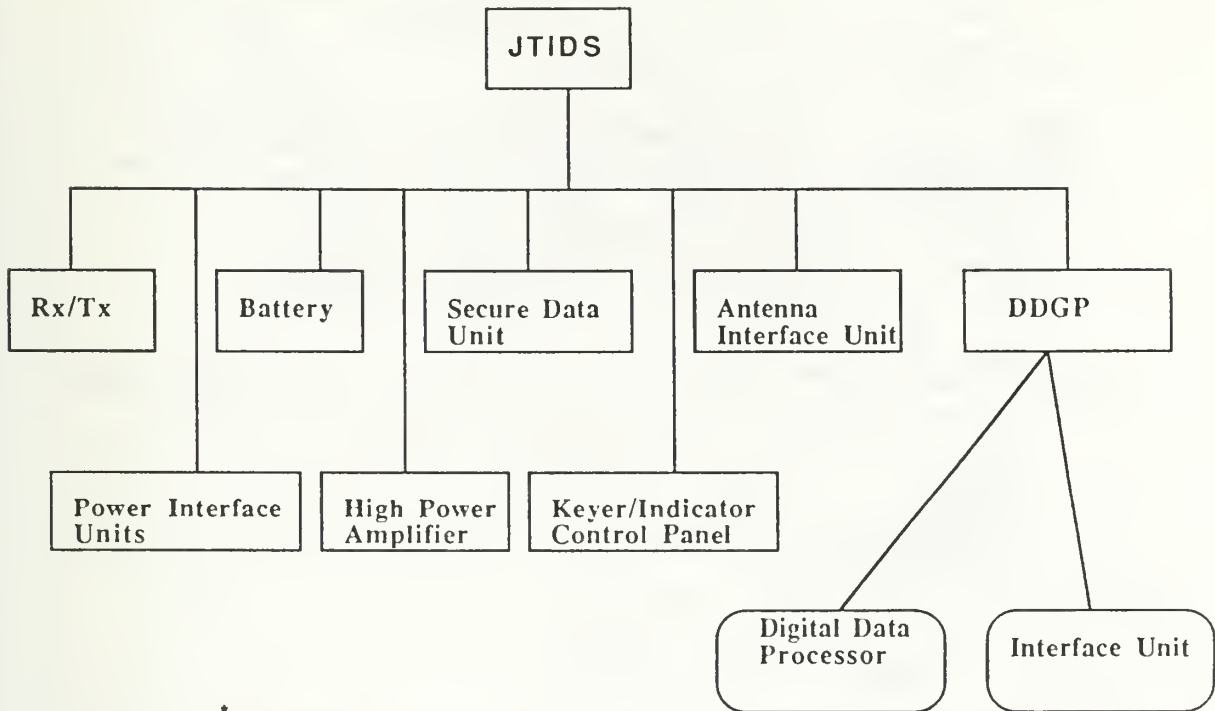 JTIDS
Rx/Tx
Battery
Secure Data
Unit
Antenna
Interface Unit
DDGP
Power Interface
Units
High Power
Amplifier
Keyer/Indicator
Control Panel
Digital Data
Processor
Interface Unit